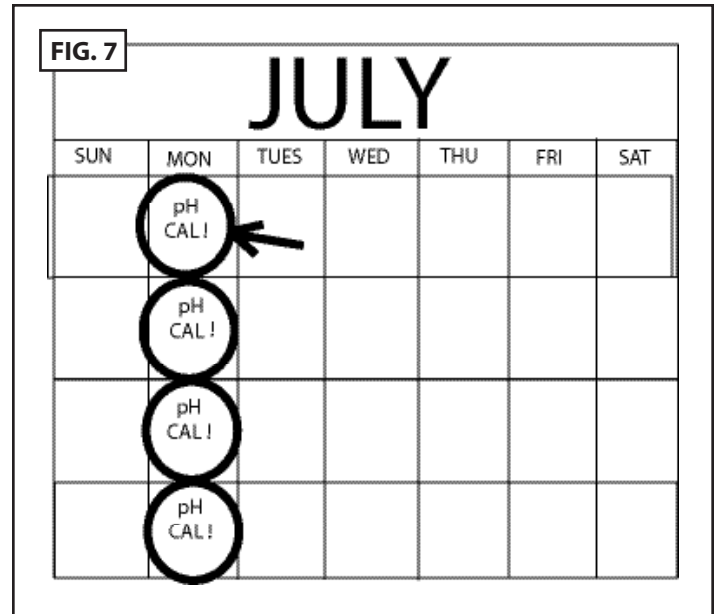 FIG. 7
JULY
SUN MON TUES WED THU FRI SAT
pH
CAL!
pH
CAL!
pH
CAL!
pH
CAL!